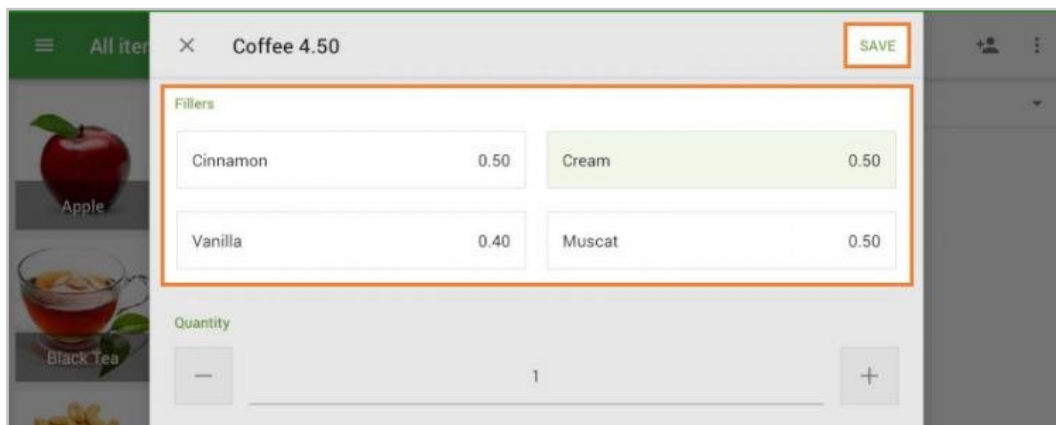 All iter
Coffee 4.50
SAVE
Fillers
Cinnamon 0.50
Cream 0.50
Vanilla 0.40
Muscat 0.50
Apple
Black Tea
Quantity
1